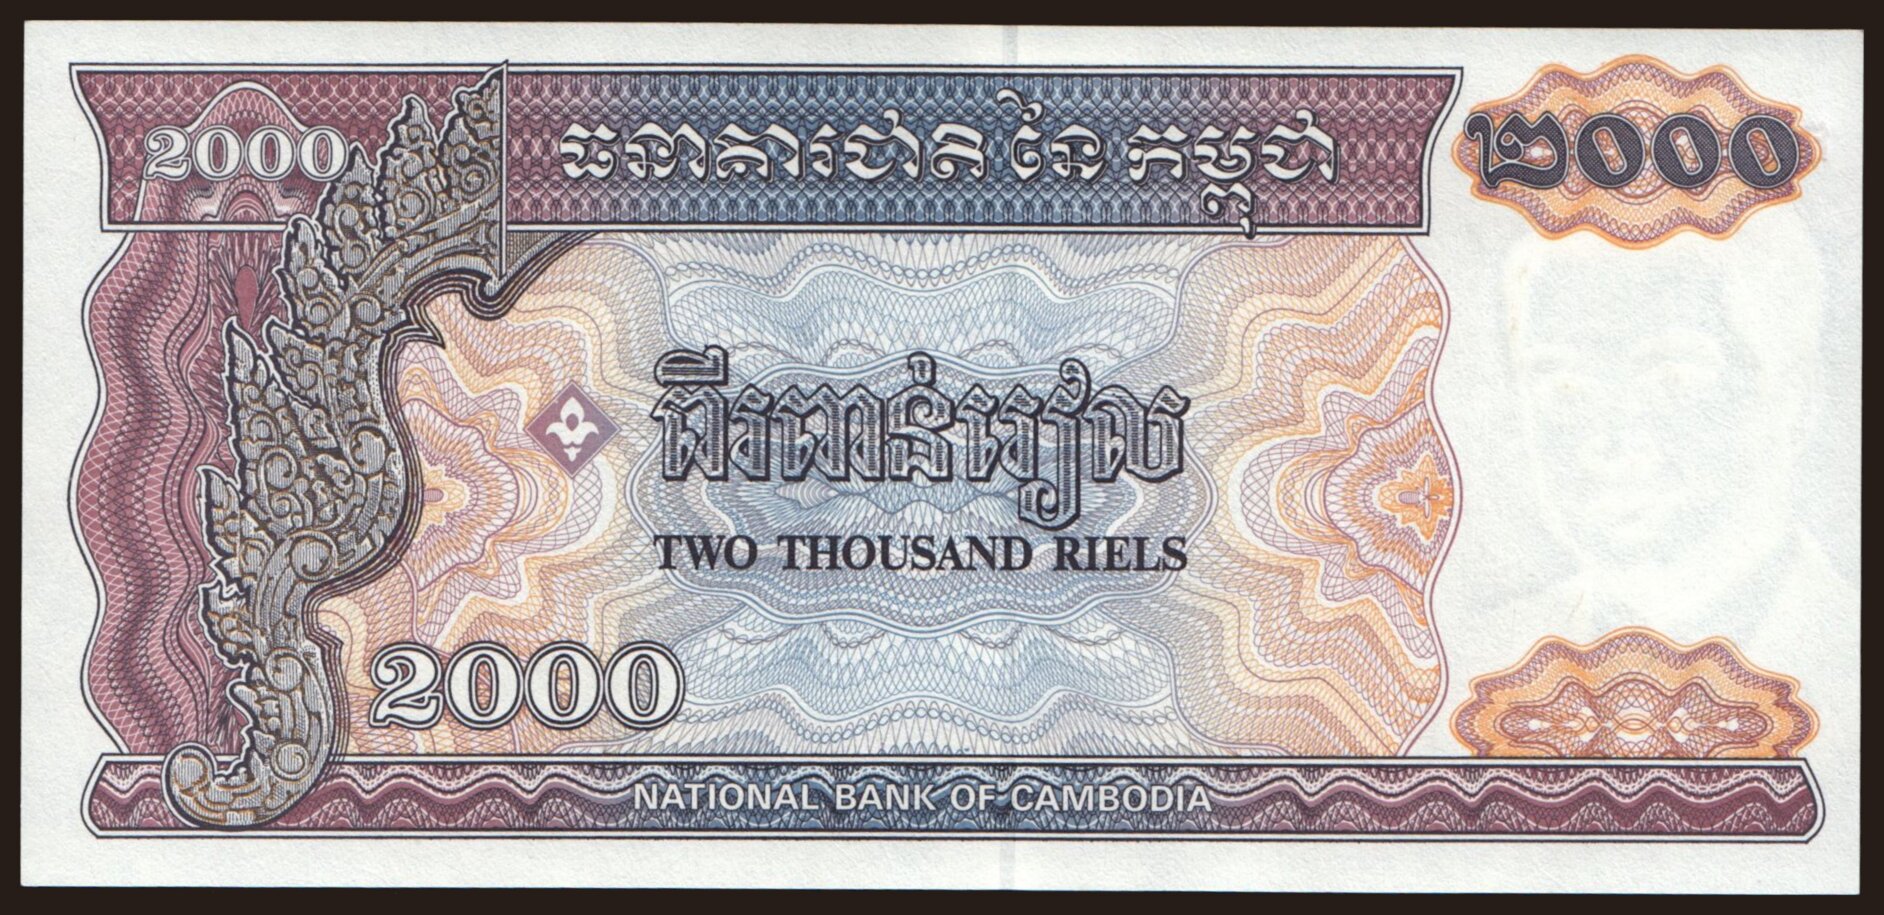 2000
ធនាគារជាតិ នៃ កម្ពុជា
២០០០
ពីរពាន់រៀល
TWO THOUSAND RIELS
2000
NATIONAL BANK OF CAMBODIA